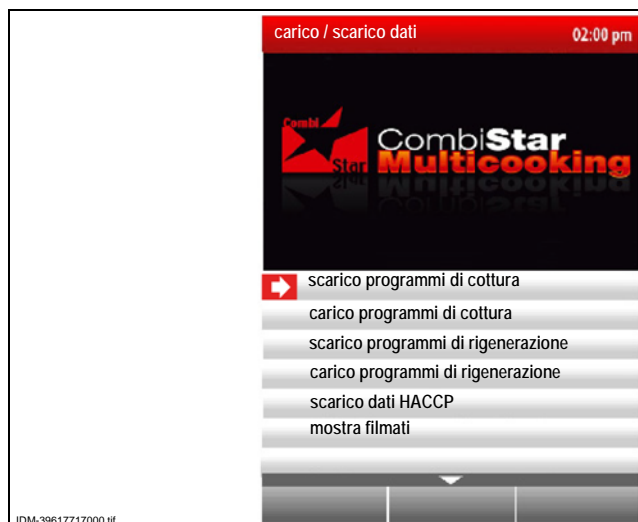 carico / scarico dati 02:00 pm
Combi
Star
CombiStar
Multicooking
scarico programmi di cottura
carico programmi di cottura
scarico programmi di rigenerazione
carico programmi di rigenerazione
scarico dati HACCP
mostra filmati
IDM-39617717000.tif